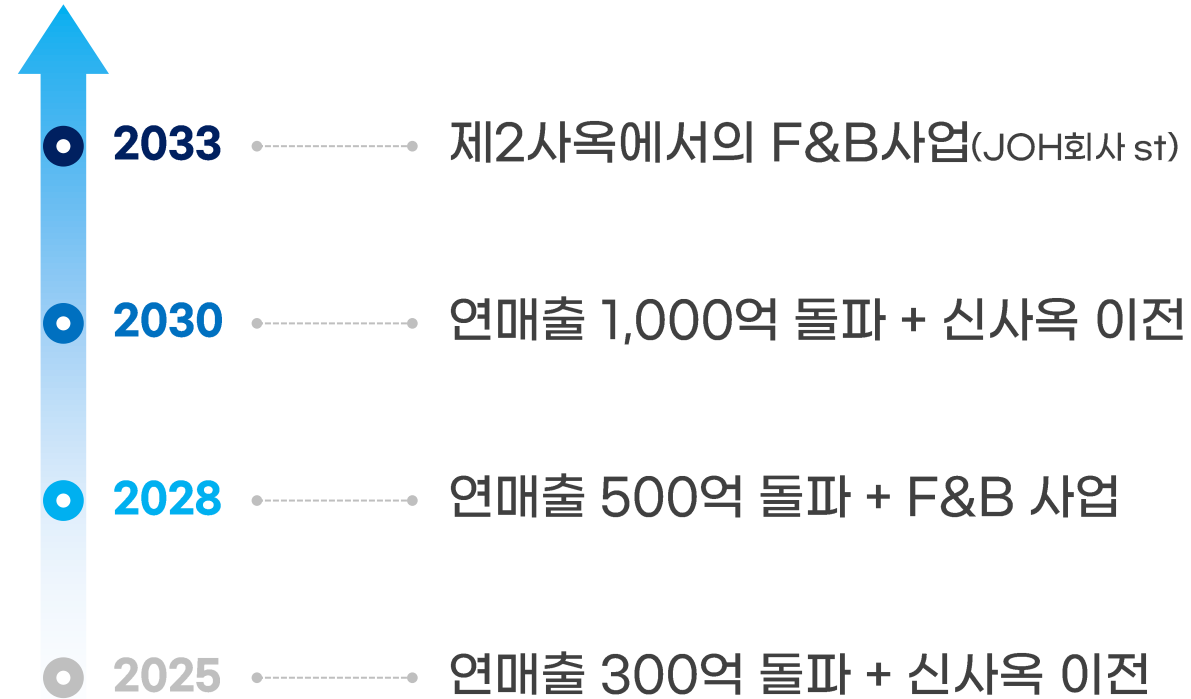 2033 제2사옥에서의 F&B사업(JOH회사 st)
2030 연매출 1,000억 돌파 + 신사옥 이전
2028 연매출 500억 돌파 + F&B 사업
2025 연매출 300억 돌파 + 신사옥 이전